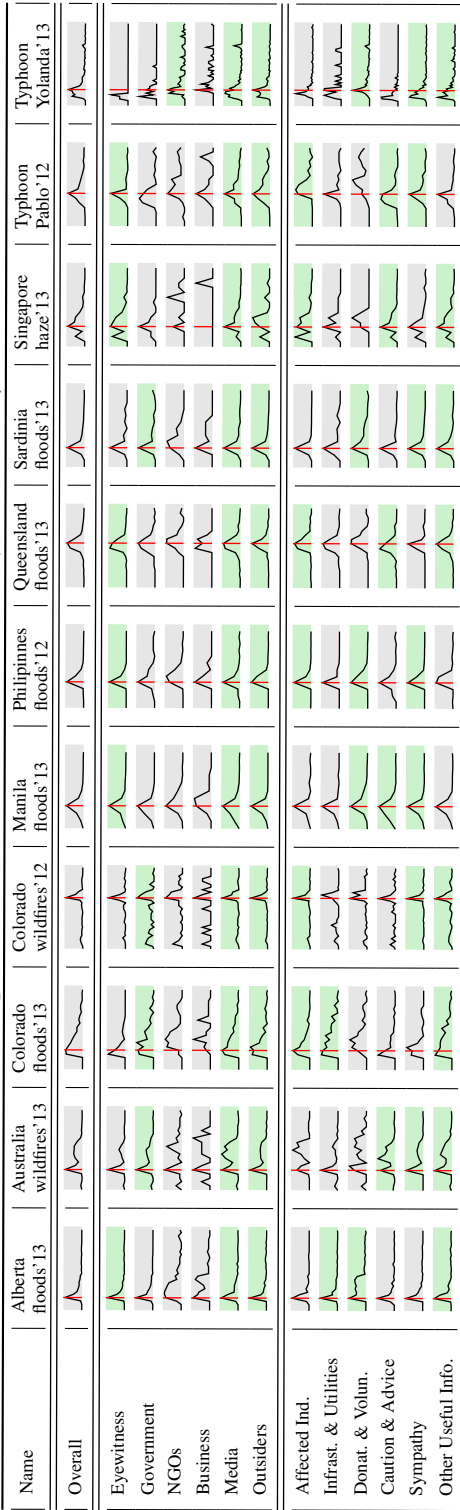 Name
Alberta
floods'13
Australia
wildfires'13
Colorado
floods'13
Colorado
wildfires'12
Manila
floods'13
Philipinnes
floods'12
Queensland
floods'13
Sardinia
floods'13
Singapore
haze'13
Typhoon
Pablo'12
Typhoon
Yolanda'13
Overall
Eyewitness
Government
NGOs
Business
Media
Outsiders
Affected Ind.
Infrast. & Utilities
Donat. & Volun.
Caution & Advice
Sympathy
Other Useful Info.